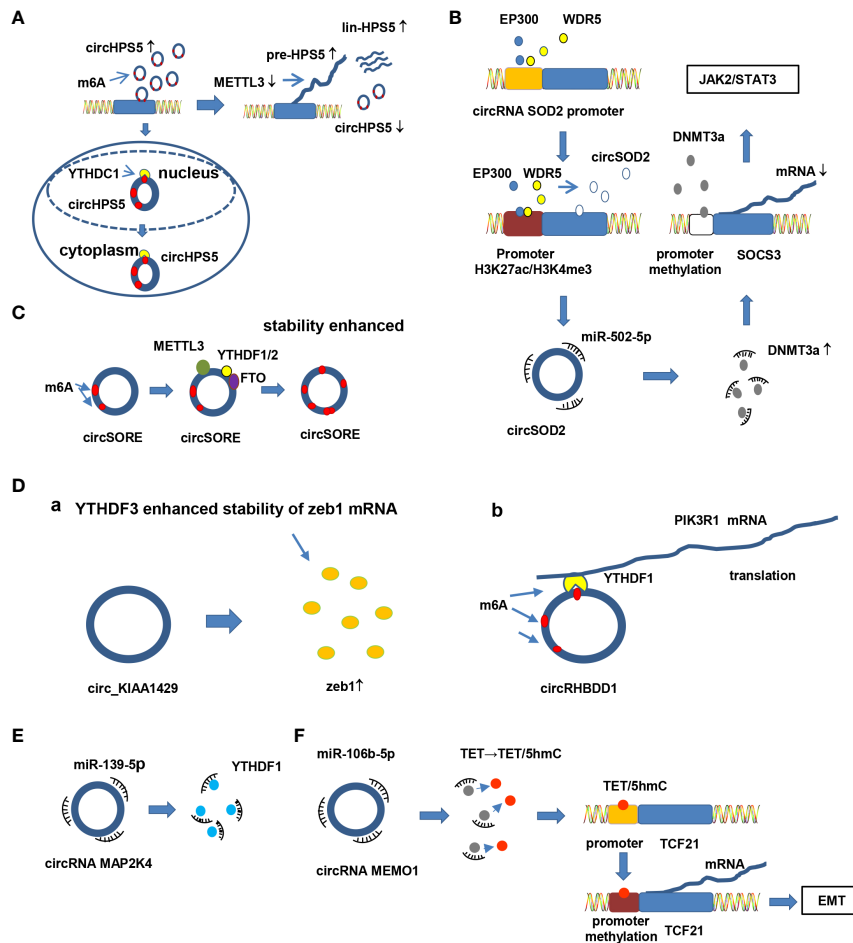 A
circHPS5 ↑
m6A
lin-HPS5 ↑
pre-HPS5 ↑
METTL3 ↓
circHPS5 ↓
YTHDC1
nucleus
circHPS5
cytoplasm
circHPS5
B
EP300
WDR5
circRNA SOD2 promoter
JAK2/STAT3
EP300
WDR5
circSOD2
Promoter
H3K27ac/H3K4me3
DNMT3a
mRNA ↓
promoter
methylation
SOCS3
miR-502-5p
circSOD2
DNMT3a ↑
C
stability enhanced
METTL3
YTHDF1/2
FTO
m6A
circSORE
circSORE
circSORE
D
a
YTHDF3 enhanced stability of zeb1 mRNA
circ_KIAA1429
zeb1↑
b
PIK3R1 mRNA
YTHDF1
translation
m6A
circRHBDD1
E
miR-139-5p
YTHDF1
circRNA MAP2K4
F
miR-106b-5p
TET→TET/5hmC
circRNA MEMO1
TET/5hmC
promoter
TCF21
mRNA
promoter
methylation
TCF21
EMT